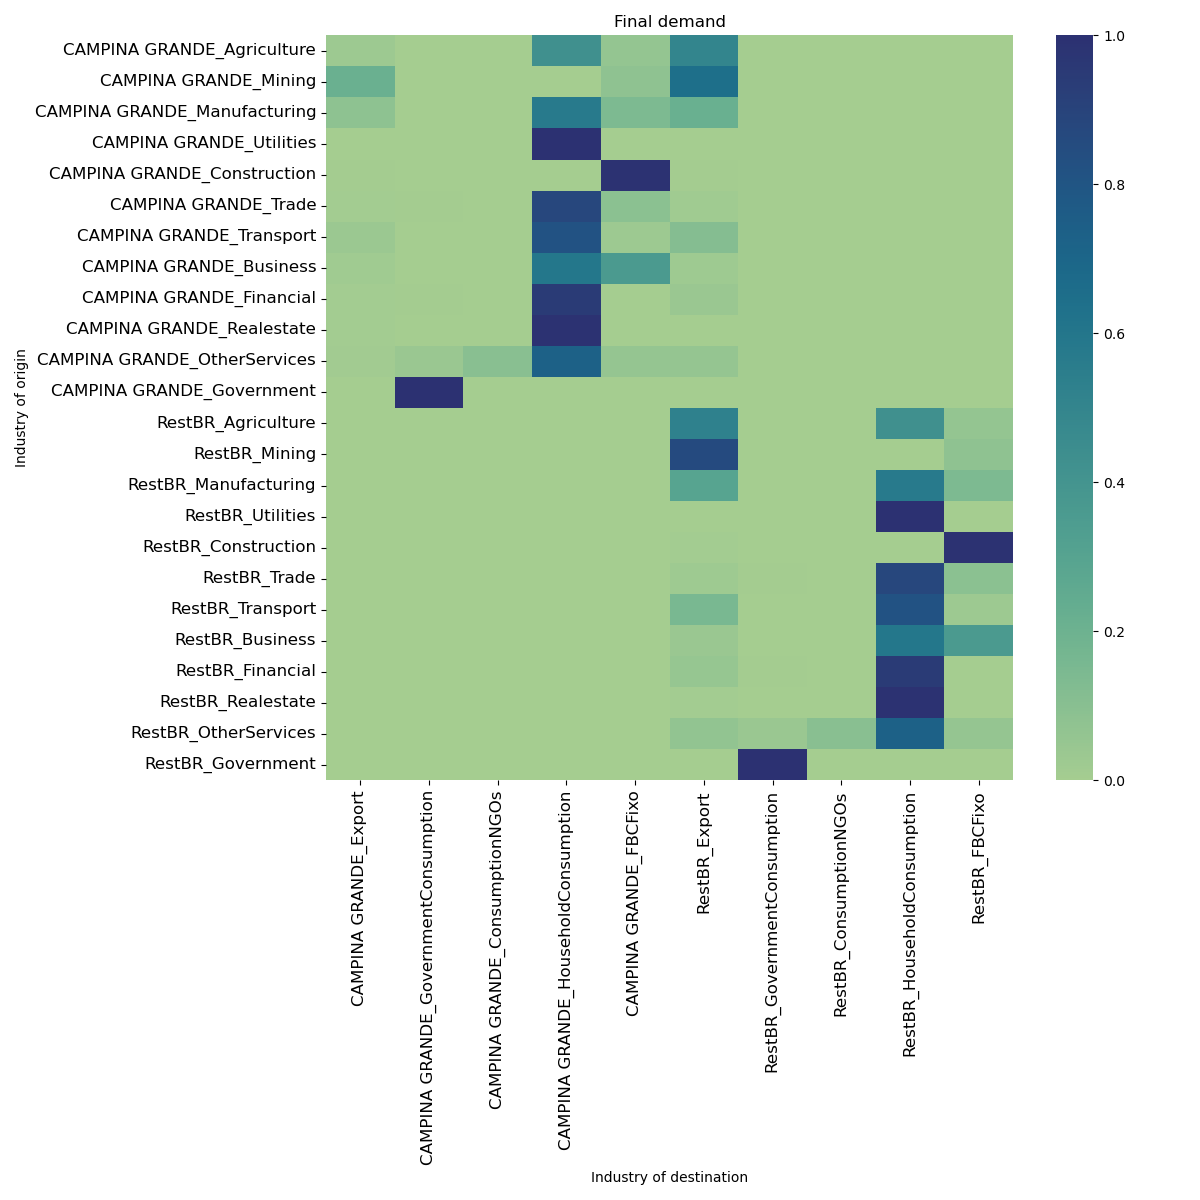 Final demand
CAMPINA GRANDE_Agriculture
CAMPINA GRANDE_Mining
CAMPINA GRANDE_Manufacturing
CAMPINA GRANDE_Utilities
CAMPINA GRANDE_Construction
CAMPINA GRANDE_Trade
CAMPINA GRANDE_Transport
CAMPINA GRANDE_Business
CAMPINA GRANDE_Financial
CAMPINA GRANDE_Realestate
CAMPINA GRANDE_OtherServices
CAMPINA GRANDE_Government
RestBR_Agriculture
RestBR_Mining
RestBR_Manufacturing
RestBR_Utilities
RestBR_Construction
RestBR_Trade
RestBR_Transport
RestBR_Business
RestBR_Financial
RestBR_Realestate
RestBR_OtherServices
RestBR_Government
Industry of origin
CAMPINA GRANDE_Export
CAMPINA GRANDE_GovernmentConsumption
CAMPINA GRANDE_ConsumptionNGOs
CAMPINA GRANDE_HouseholdConsumption
CAMPINA GRANDE_FBCFixo
RestBR_Export
RestBR_GovernmentConsumption
RestBR_ConsumptionNGOs
RestBR_HouseholdConsumption
RestBR_FBCFixo
Industry of destination
1.0
0.8
0.6
0.4
0.2
0.0